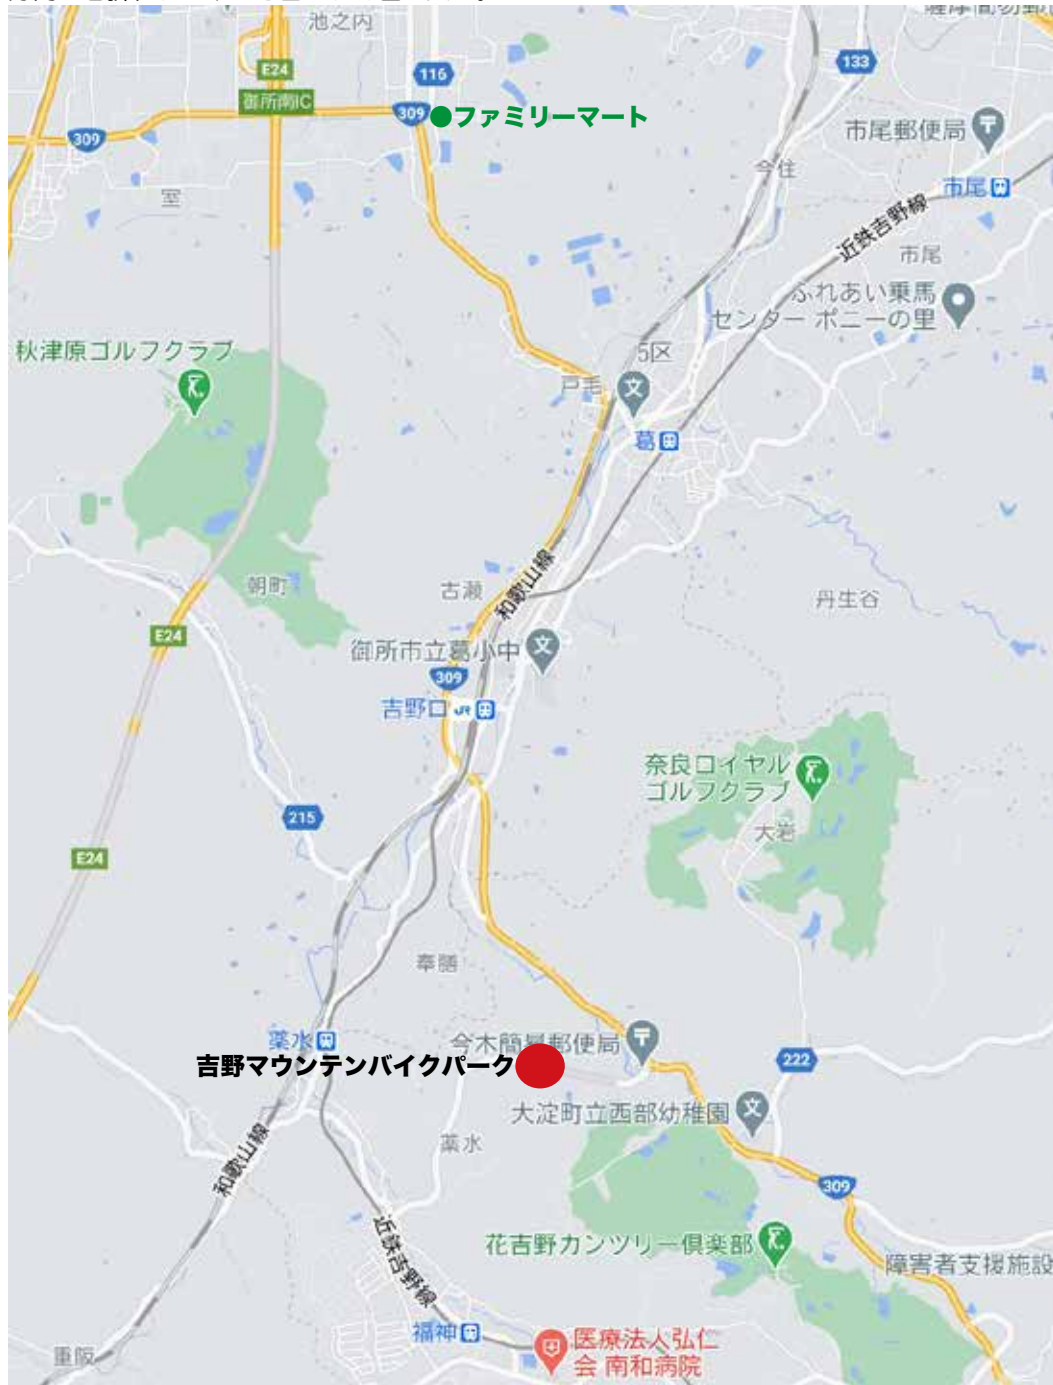 池之内
E24
116
133
御所南IC
309
ファミリーマート
309
市尾郵便局
今住
室
市尾
近鉄吉野線
市尾
ふれあい乗馬
センター ポニーの里
秋津原ゴルフクラブ
5区
戸毛
文
葛
朝町
古瀬
和歌山線
丹生谷
E24
御所市立葛小中
文
309
吉野口
JR
奈良ロイヤル
ゴルフクラブ
大岩
215
E24
奉膳
薬水
今木簡易郵便局
吉野マウンテンバイクパーク
222
大淀町立西部幼稚園
文
薬水
和歌山線
309
近鉄吉野線
花吉野カンツリー倶楽部
障害者支援施設
福神
医療法人弘仁
会 南和病院
重阪